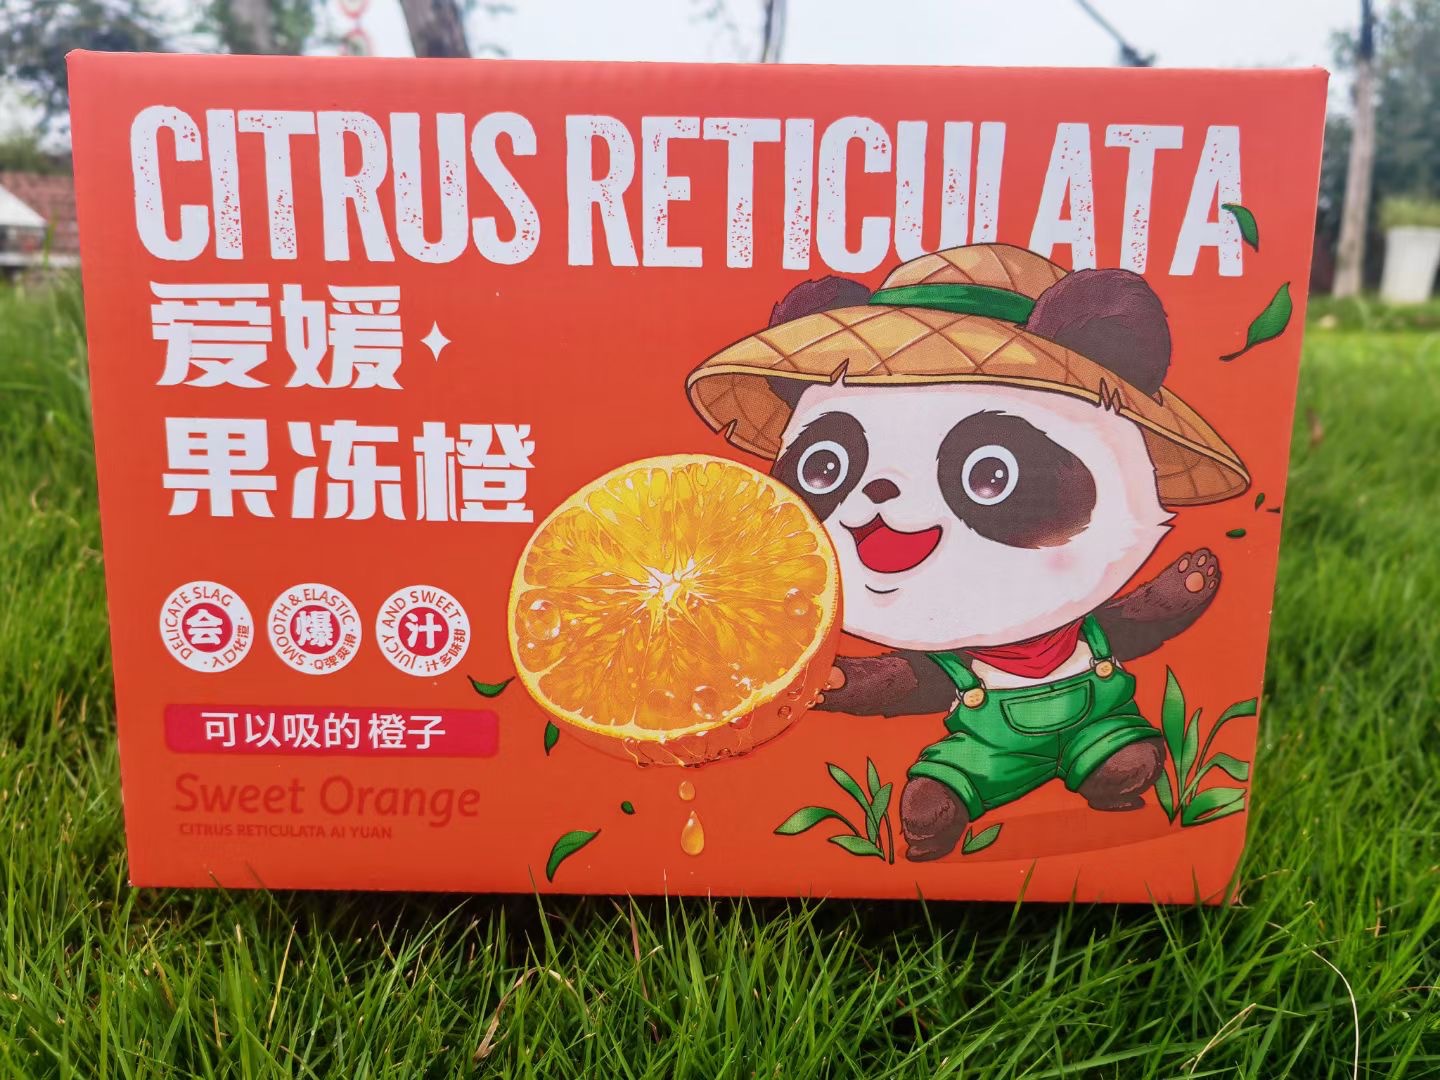 CITRUS RETICULATA
爱媛
果冻橙
DELICATE SLAG
会
·入口化渣·
SMOOTH & ELASTIC
爆
·Q弹爽滑·
JUICY AND SWEET
汁
·汁多味甜·
可以吸的橙子
Sweet Orange
CITRUS RETICULATA AI YUAN